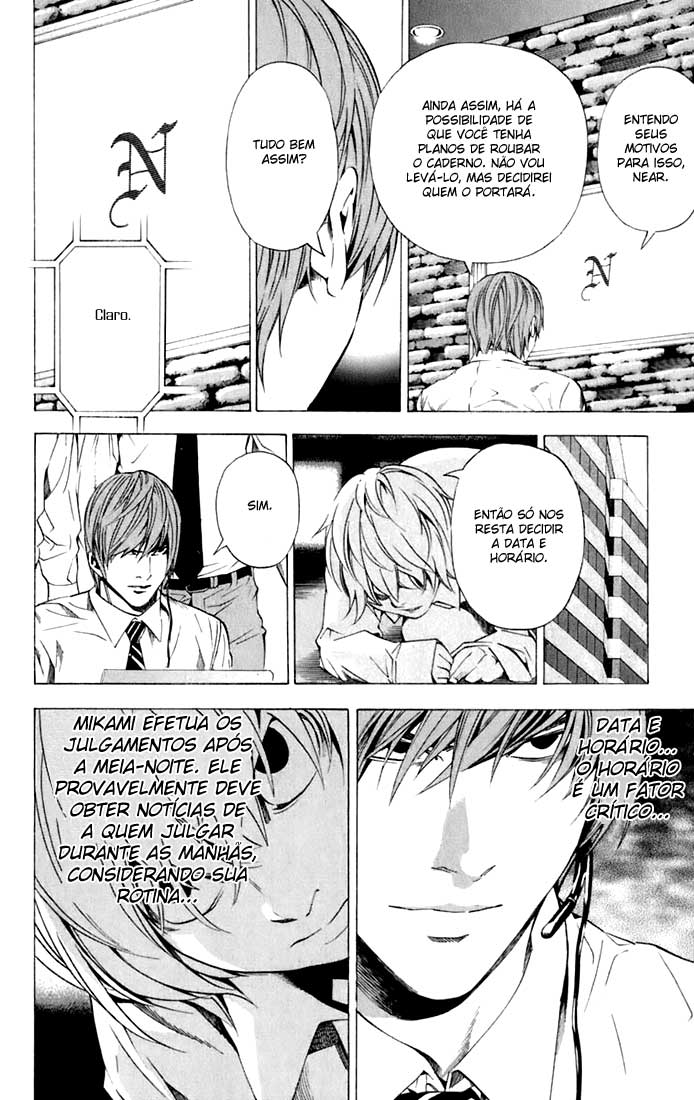 ENTENDO
SEUS
MOTIVOS
PARA ISSO,
NEAR.
AINDA ASSIM, HÁ A
POSSIBILIDADE DE
QUE VOCÊ TENHA
PLANOS DE ROUBAR
O CADERNO. NÃO VOU
LEVÁ-LO, MAS DECIDIREI
QUEM O PORTARÁ.
N
TUDO BEM
ASSIM?
N
Claro.
ENTÃO SÓ NOS
RESTA DECIDIR
A DATA E
HORÁRIO.
SIM.
DATA E
HORÁRIO...
O HORÁRIO
É UM FATOR
CRÍTICO...
MIKAMI EFETUA OS
JULGAMENTOS APÓS
A MEIA-NOITE. ELE
PROVAVELMENTE DEVE
OBTER NOTÍCIAS DE
A QUEM JULGAR
DURANTE AS MANHÃS,
CONSIDERANDO SUA
ROTINA...